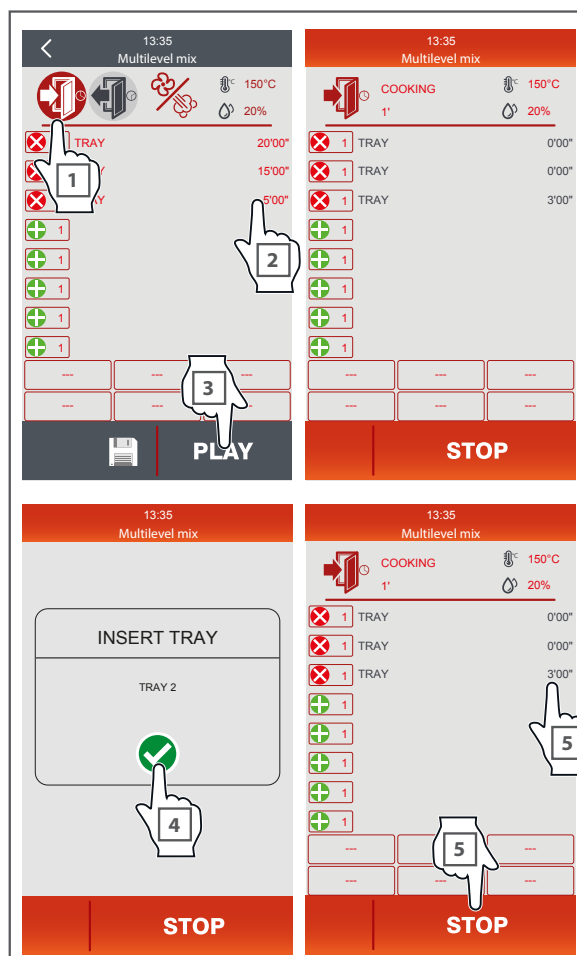 13:35
Multilevel mix
°C 150°C
20%
TRAY 20'00"
15'00"
5'00"
1
1
1
1
1
--- --- ---
--- ---
PLAY
1
2
3
13:35
Multilevel mix
COOKING °C 150°C
1' 20%
1 TRAY 0'00"
1 TRAY 0'00"
1 TRAY 3'00"
1
1
1
1
1
--- --- ---
--- --- ---
STOP
13:35
Multilevel mix
INSERT TRAY
TRAY 2
4
STOP
13:35
Multilevel mix
COOKING °C 150°C
1' 20%
1 TRAY 0'00"
1 TRAY 0'00"
1 TRAY 3'00"
1
1
1
1
1
--- ---
--- --- ---
STOP
5
5